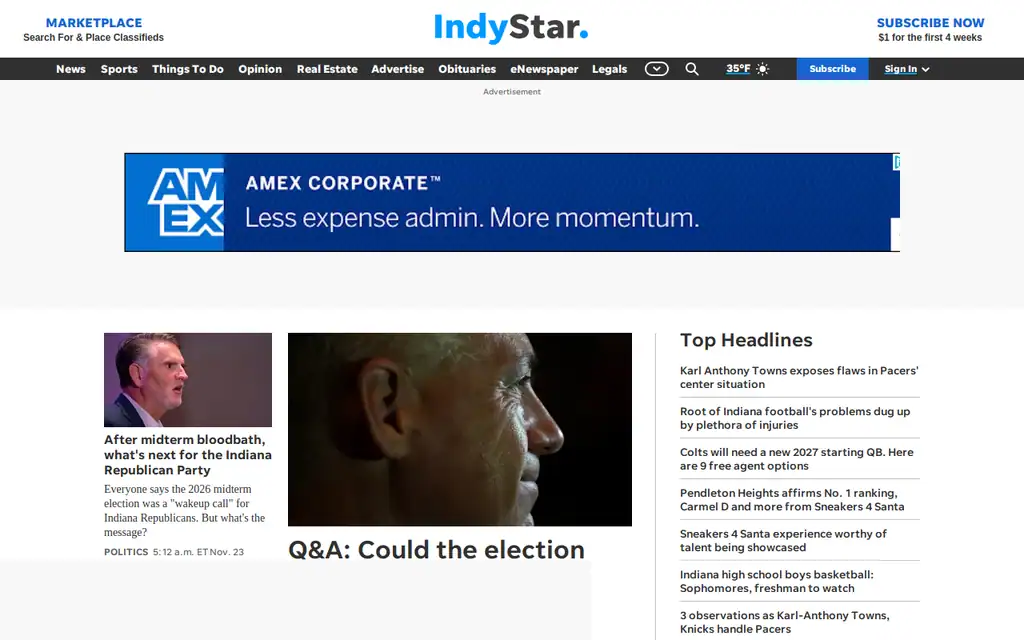 MARKETPLACE
Search For & Place Classifieds
IndyStar.
SUBSCRIBE NOW
$1 for the first 4 weeks
News Sports Things To Do Opinion Real Estate Advertise Obituaries eNewspaper Legals 35°F Subscribe Sign In
Advertisement
AM
EX
AMEX CORPORATE™
Less expense admin. More momentum.
After midterm bloodbath,
what's next for the Indiana
Republican Party
Everyone says the 2026 midterm
election was a "wakeup call" for
Indiana Republicans. But what's the
message?
POLITICS 5:12 a.m. ET Nov. 23
Q&A: Could the election
Top Headlines
Karl Anthony Towns exposes flaws in Pacers'
center situation
Root of Indiana football's problems dug up
by plethora of injuries
Colts will need a new 2027 starting QB. Here
are 9 free agent options
Pendleton Heights affirms No. 1 ranking,
Carmel D and more from Sneakers 4 Santa
Sneakers 4 Santa experience worthy of
talent being showcased
Indiana high school boys basketball:
Sophomores, freshman to watch
3 observations as Karl-Anthony Towns,
Knicks handle Pacers